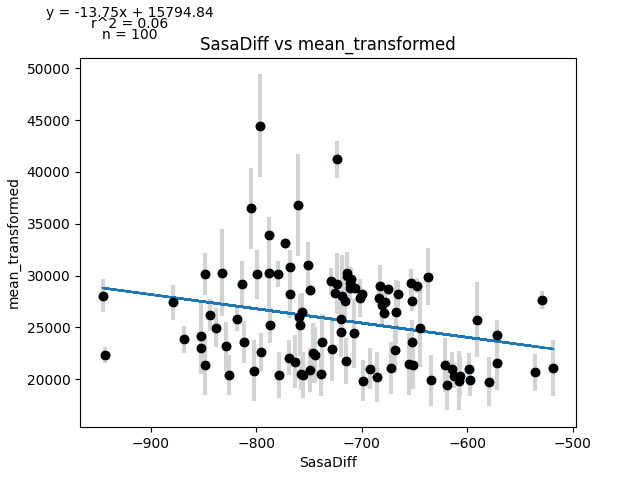 y = -13.75x + 15794.84
r^2 = 0.06
n = 100
SasaDiff vs mean_transformed
50000
45000
40000
35000
30000
25000
20000
mean_transformed
−900
−800
−700
−600
−500
SasaDiff